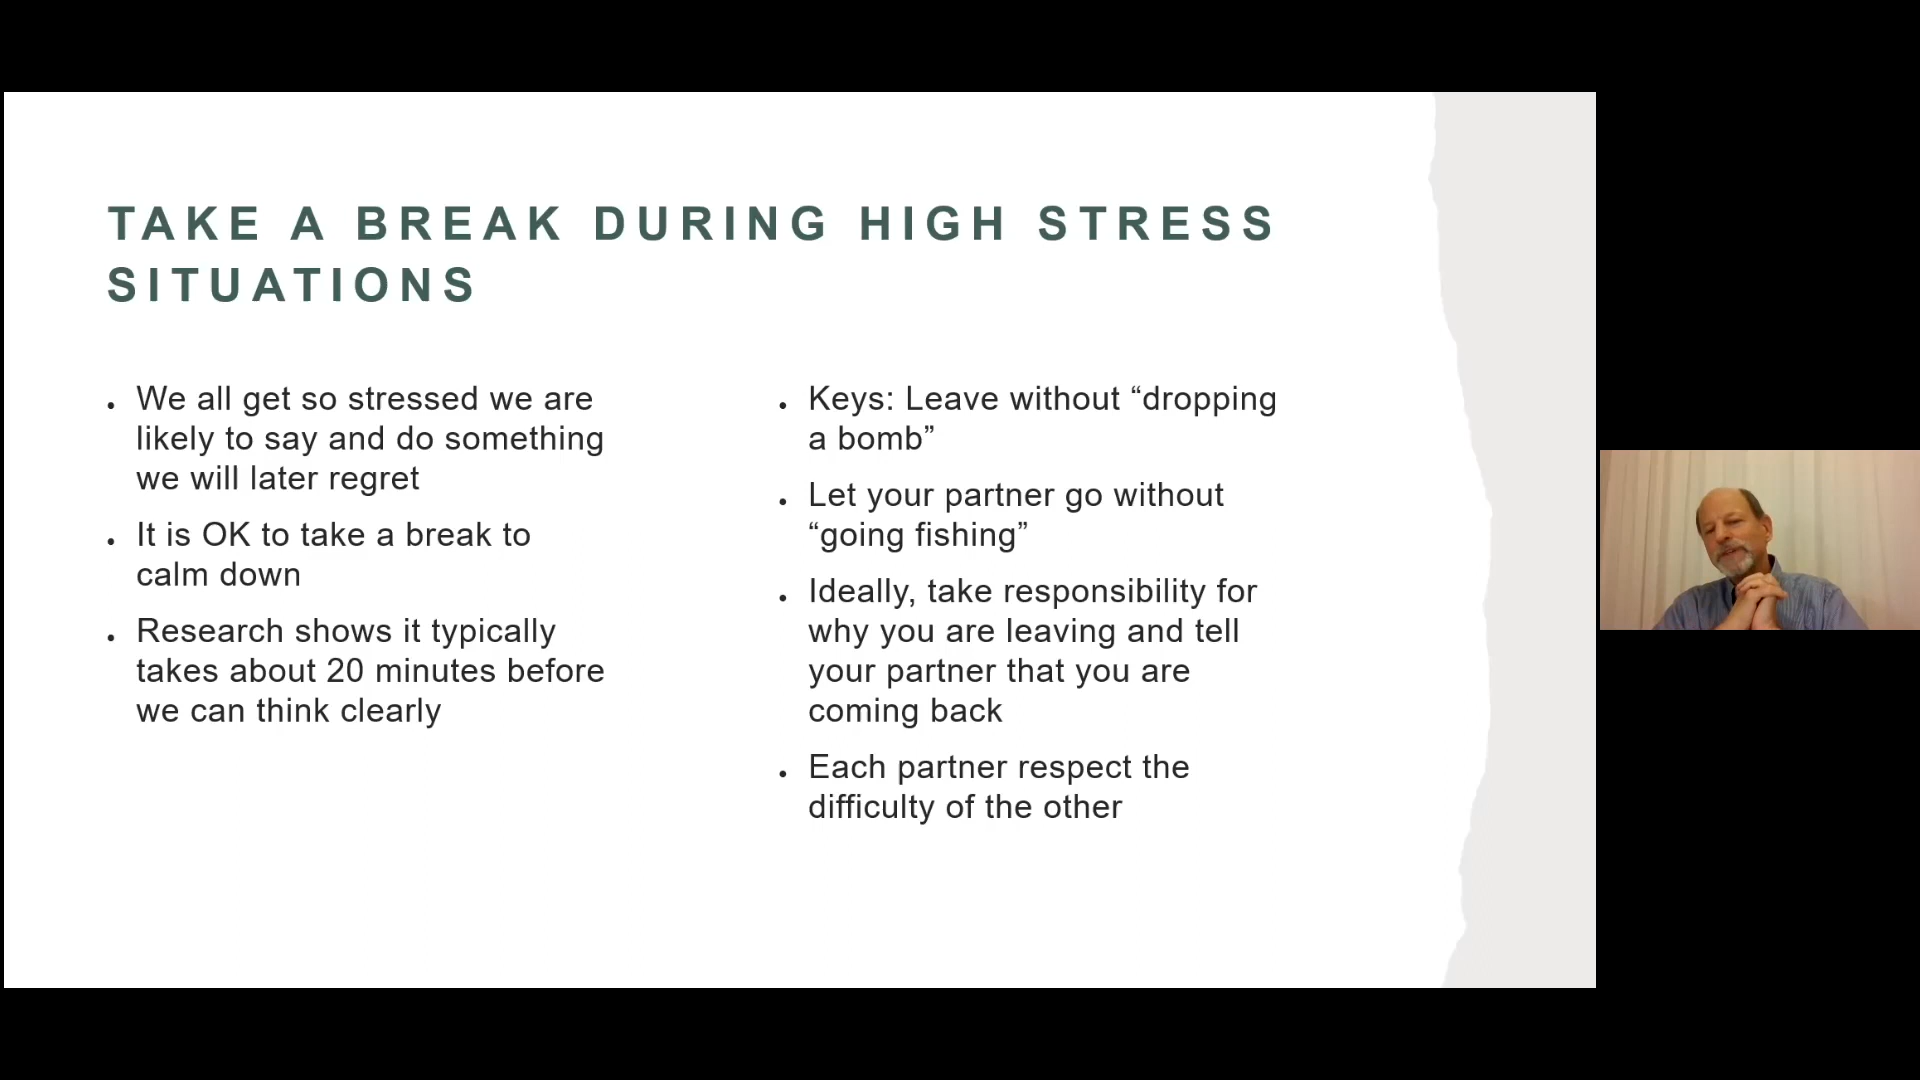 TAKE A BREAK DURING HIGH STRESS
SITUATIONS
• We all get so stressed we are
likely to say and do something
we will later regret
• It is OK to take a break to
calm down
• Research shows it typically
takes about 20 minutes before
we can think clearly
• Keys: Leave without “dropping
a bomb”
• Let your partner go without
“going fishing”
• Ideally, take responsibility for
why you are leaving and tell
your partner that you are
coming back
• Each partner respect the
difficulty of the other